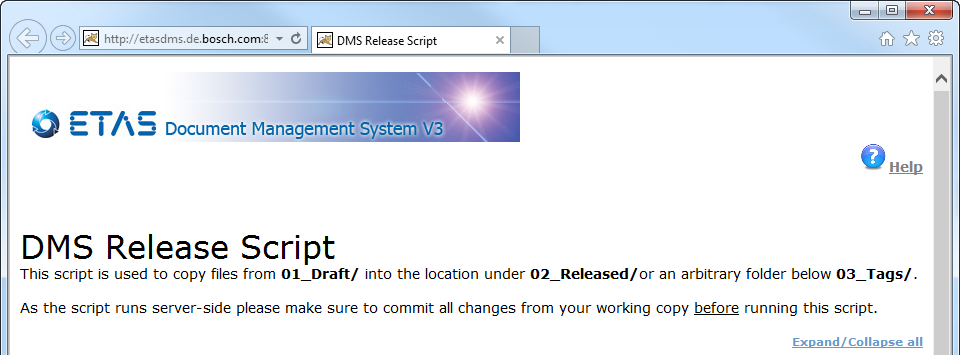 http://etasdms.de.bosch.com:8
DMS Release Script
ETAS Document Management System V3
? Help
DMS Release Script
This script is used to copy files from 01_Draft/ into the location under 02_Released/or an arbitrary folder below 03_Tags/.
As the script runs server-side please make sure to commit all changes from your working copy before running this script.
Expand/Collapse all